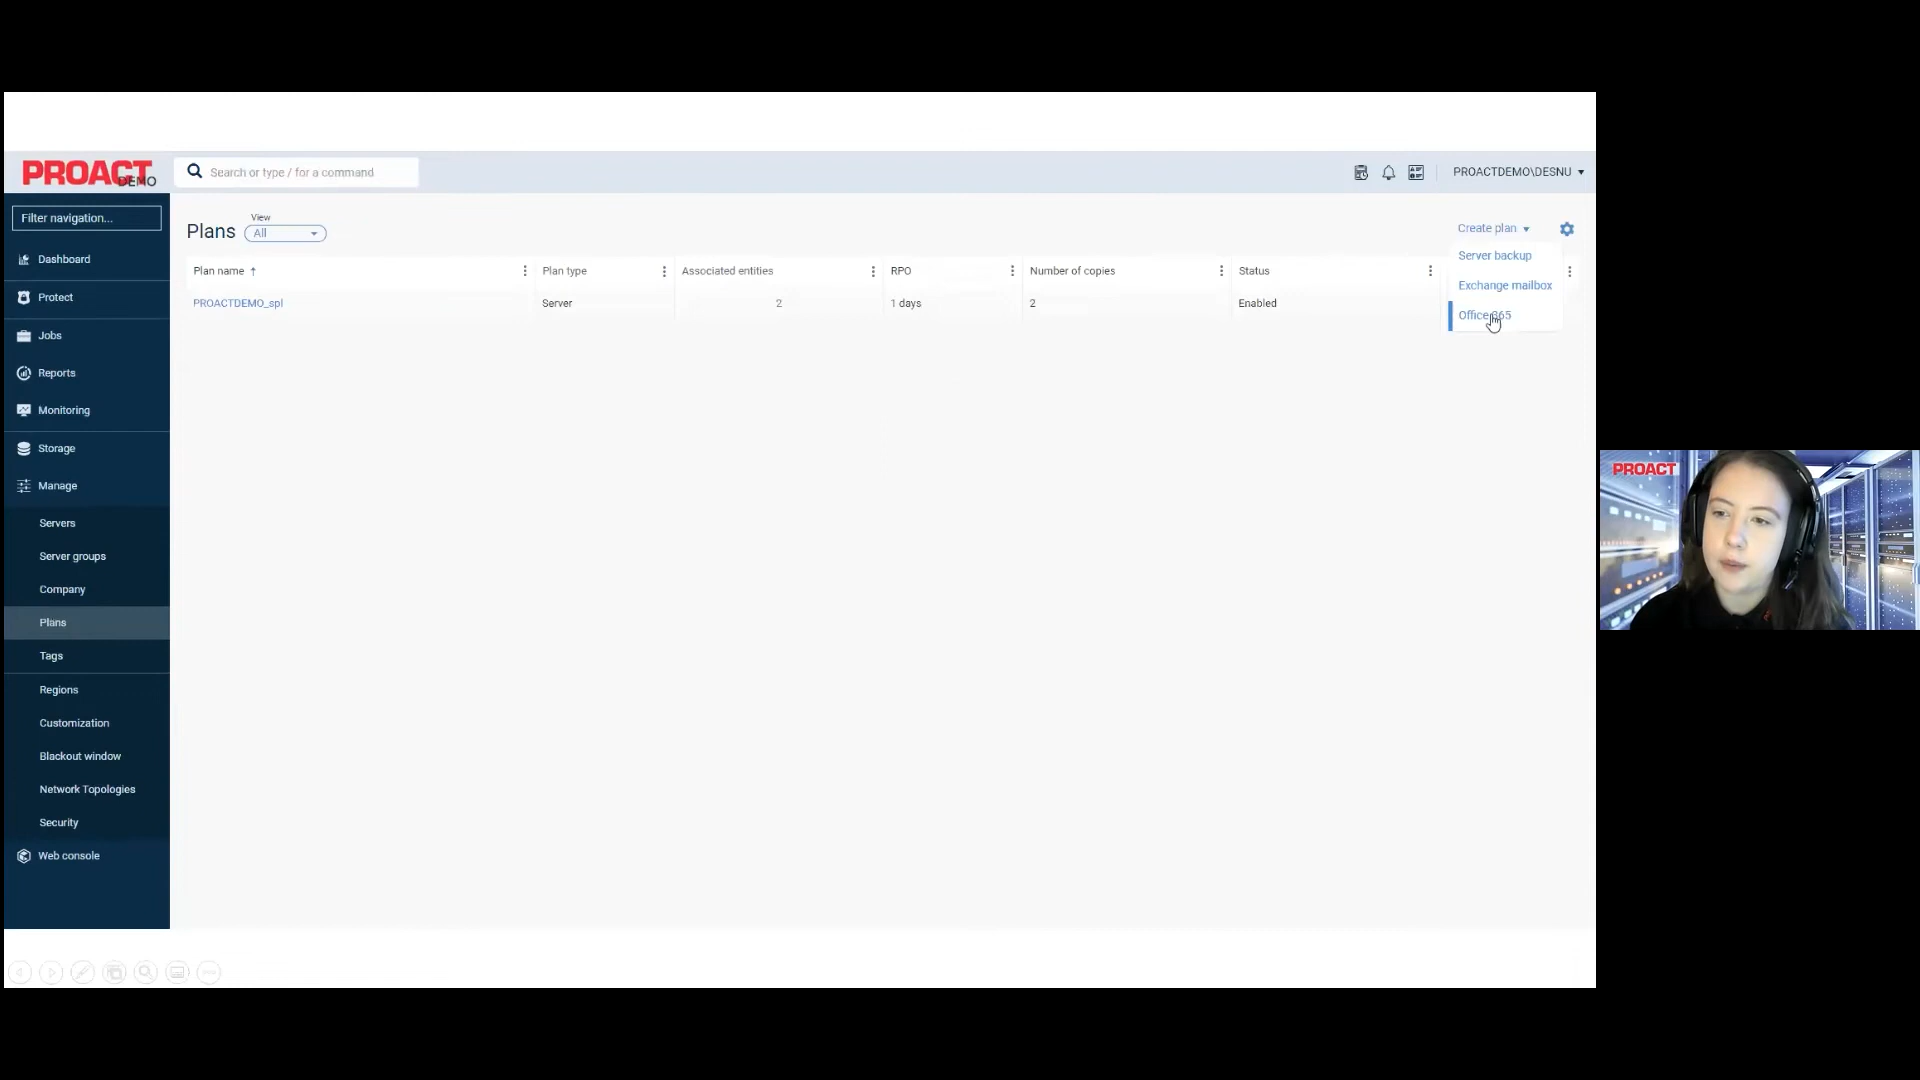 PROACT
DEMO
Search or type / for a command
PROACTDEMO\DESNU
Filter navigation...
Dashboard
Protect
Jobs
Reports
Monitoring
Storage
Manage
Servers
Server groups
Company
Plans
Tags
Regions
Customization
Blackout window
Network Topologies
Security
Web console
Plans
View
All
Create plan
Server backup
Exchange mailbox
Office 365
Plan name ↑ Plan type Associated entities RPO Number of copies Status
PROACTDEMO_spl Server 2 1 days 2 Enabled
PROACT